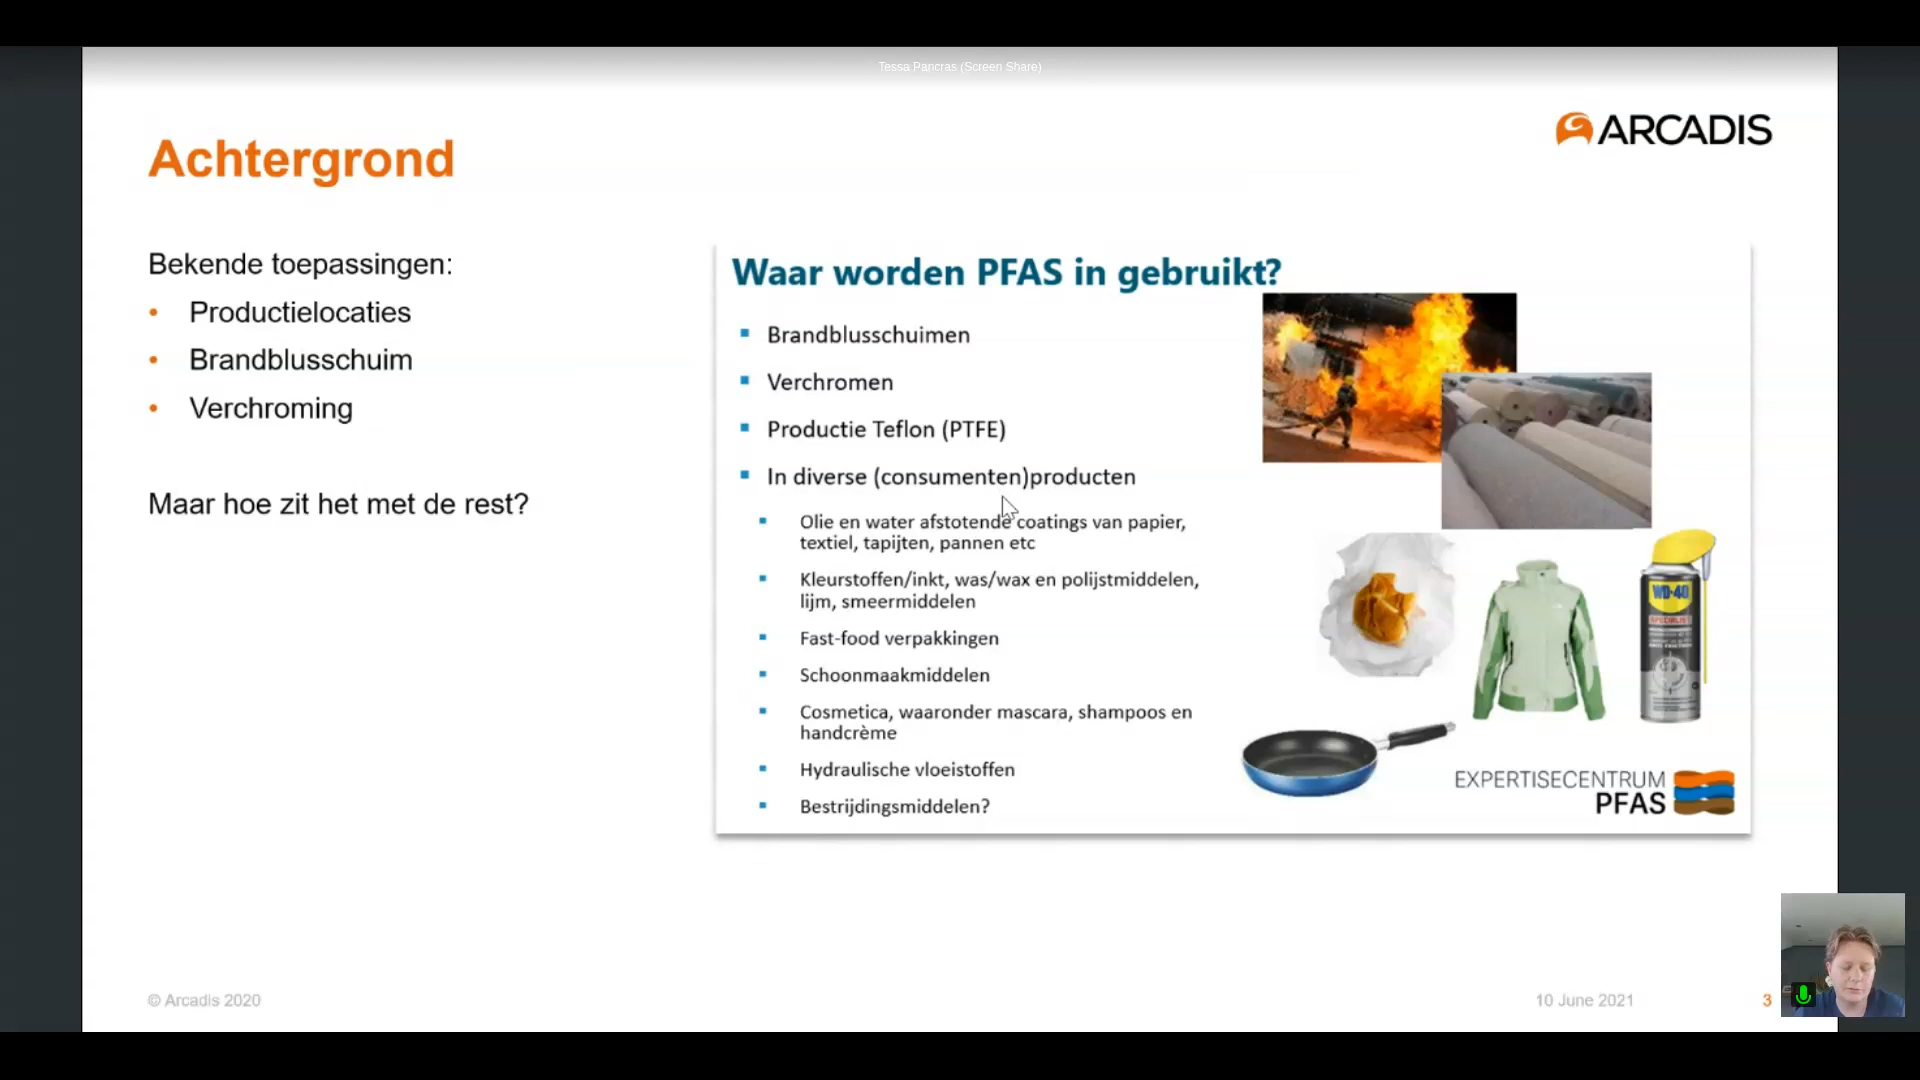 Tessa Pancras (Screen Share)
ARCADIS
Achtergrond
Bekende toepassingen:
• Productielocaties
• Brandblusschuim
• Verchroming
Maar hoe zit het met de rest?
Waar worden PFAS in gebruikt?
▪ Brandblusschuimen
▪ Verchromen
▪ Productie Teflon (PTFE)
▪ In diverse (consumenten)producten
▪ Olie en water afstotende coatings van papier,
textiel, tapijten, pannen etc
▪ Kleurstoffen/inkt, was/wax en polijstmiddelen,
lijm, smeermiddelen
▪ Fast-food verpakkingen
▪ Schoonmaakmiddelen
▪ Cosmetica, waaronder mascara, shampoos en
handcrème
▪ Hydraulische vloeistoffen
▪ Bestrijdingsmiddelen?
WD-40
SPECIALIST
EXPERTISECENTRUM
PFAS
© Arcadis 2020
10 June 2021
3